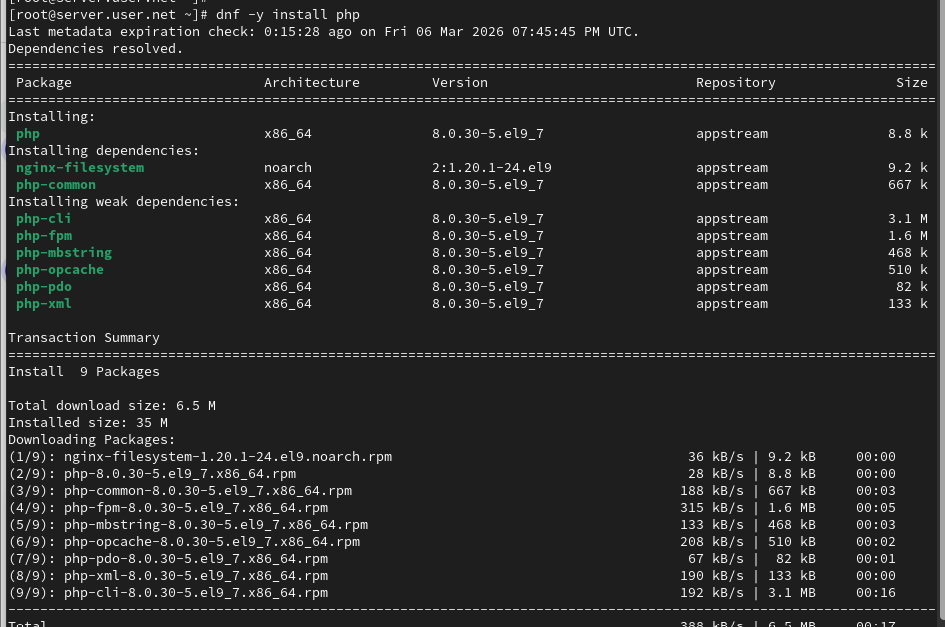 [root@server.user.net ~]#
[root@server.user.net ~]# dnf -y install php
Last metadata expiration check: 0:15:28 ago on Fri 06 Mar 2026 07:45:45 PM UTC.
Dependencies resolved.
================================================================================
Package Architecture Version Repository Size
================================================================================
Installing:
php x86_64 8.0.30-5.el9_7 appstream 8.8 k
Installing dependencies:
nginx-filesystem noarch 2:1.20.1-24.el9 appstream 9.2 k
php-common x86_64 8.0.30-5.el9_7 appstream 667 k
Installing weak dependencies:
php-cli x86_64 8.0.30-5.el9_7 appstream 3.1 M
php-fpm x86_64 8.0.30-5.el9_7 appstream 1.6 M
php-mbstring x86_64 8.0.30-5.el9_7 appstream 468 k
php-opcache x86_64 8.0.30-5.el9_7 appstream 510 k
php-pdo x86_64 8.0.30-5.el9_7 appstream 82 k
php-xml x86_64 8.0.30-5.el9_7 appstream 133 k
Transaction Summary
================================================================================
Install 9 Packages
Total download size: 6.5 M
Installed size: 35 M
Downloading Packages:
(1/9): nginx-filesystem-1.20.1-24.el9.noarch.rpm 36 kB/s | 9.2 kB 00:00
(2/9): php-8.0.30-5.el9_7.x86_64.rpm 28 kB/s | 8.8 kB 00:00
(3/9): php-common-8.0.30-5.el9_7.x86_64.rpm 188 kB/s | 667 kB 00:03
(4/9): php-fpm-8.0.30-5.el9_7.x86_64.rpm 315 kB/s | 1.6 MB 00:05
(5/9): php-mbstring-8.0.30-5.el9_7.x86_64.rpm 133 kB/s | 468 kB 00:03
(6/9): php-opcache-8.0.30-5.el9_7.x86_64.rpm 208 kB/s | 510 kB 00:02
(7/9): php-pdo-8.0.30-5.el9_7.x86_64.rpm 67 kB/s | 82 kB 00:01
(8/9): php-xml-8.0.30-5.el9_7.x86_64.rpm 190 kB/s | 133 kB 00:00
(9/9): php-cli-8.0.30-5.el9_7.x86_64.rpm 192 kB/s | 3.1 MB 00:16
--------------------------------------------------------------------------------
Total 388 kB/s | 6.5 MB 00:17